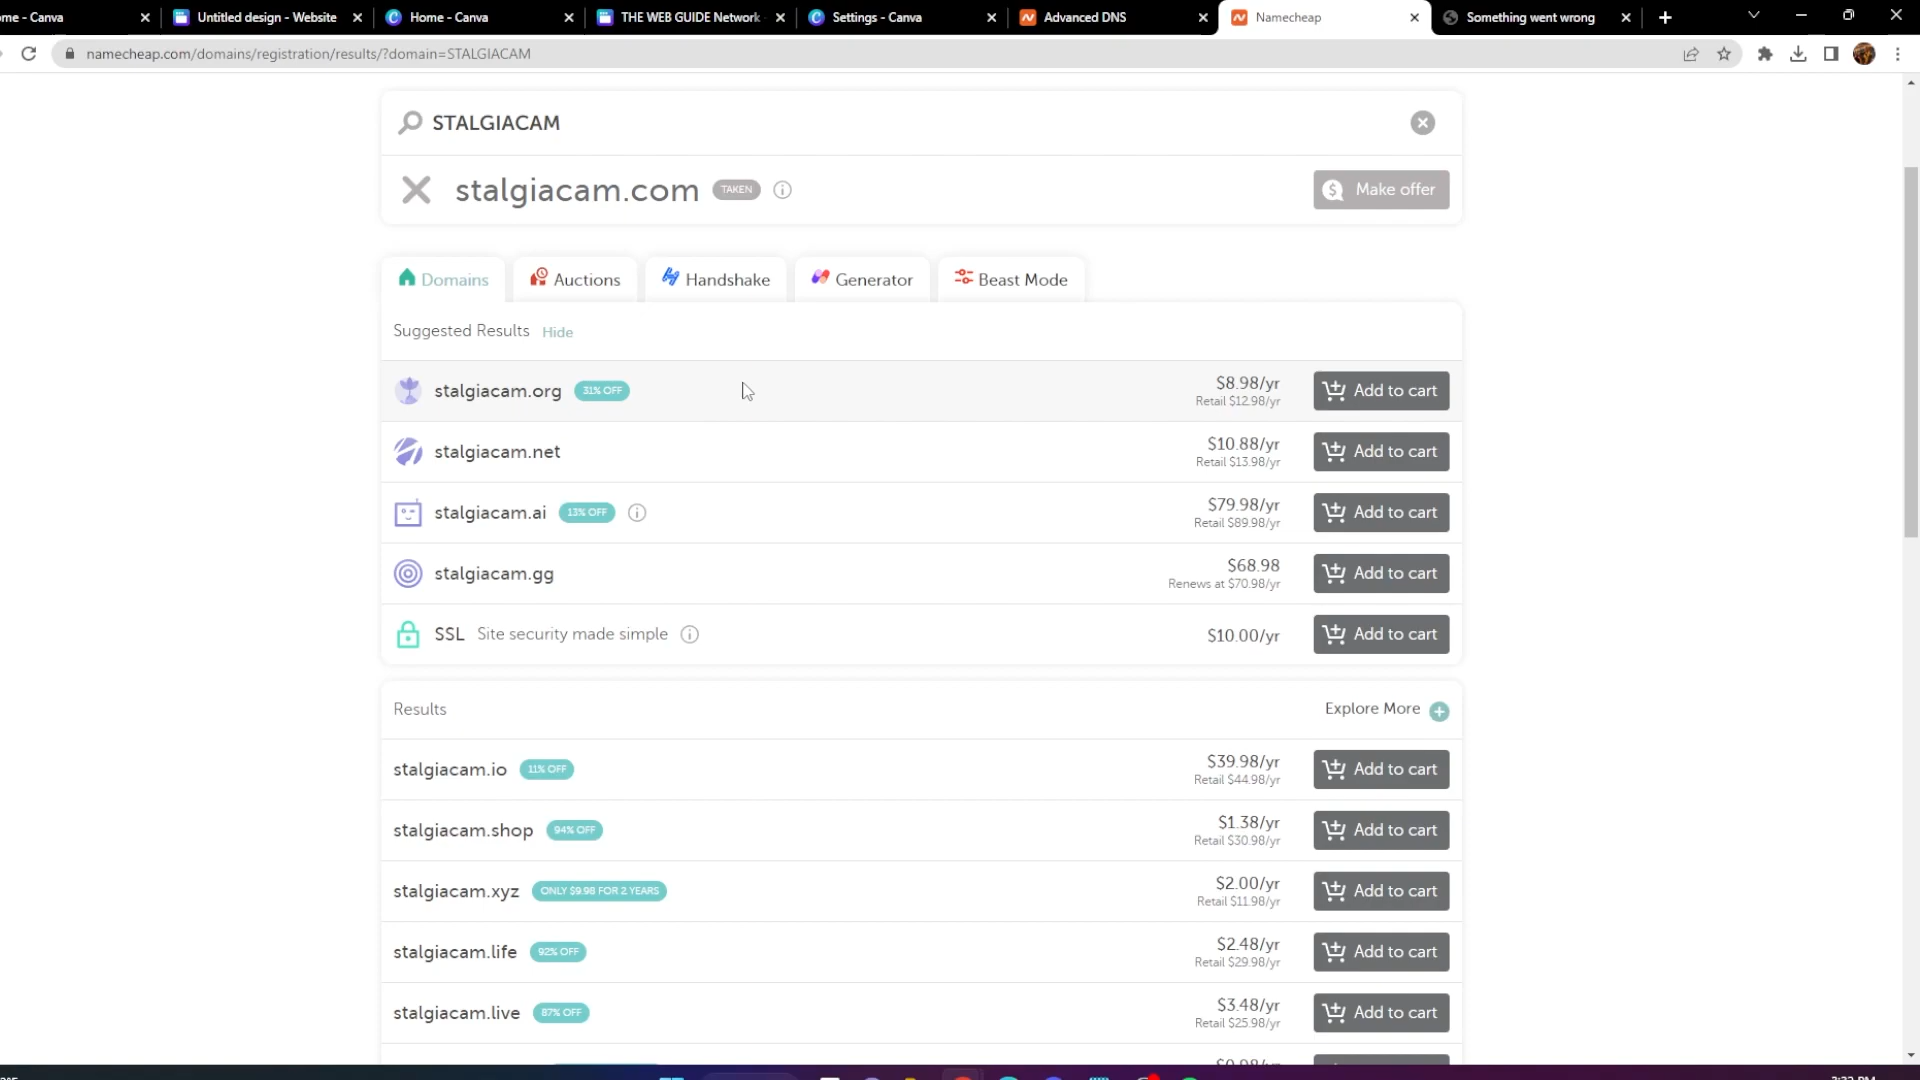 ome - Canva
Untitled design - Website
Home - Canva
THE WEB GUIDE Network
Settings - Canva
Advanced DNS
Namecheap
Something went wrong
namecheap.com/domains/registration/results/?domain=STALGIACAM
STALGIACAM
stalgiacam.com TAKEN
Make offer
Domains
Auctions
Handshake
Generator
Beast Mode
Suggested Results Hide
stalgiacam.org 31% OFF
$8.98/yr
Retail $12.98/yr
Add to cart
stalgiacam.net
$10.88/yr
Retail $13.98/yr
Add to cart
stalgiacam.ai 13% OFF
$79.98/yr
Retail $89.98/yr
Add to cart
stalgiacam.gg
$68.98
Renews at $70.98/yr
Add to cart
SSL Site security made simple
$10.00/yr
Add to cart
Results
Explore More
stalgiacam.io 11% OFF
$39.98/yr
Retail $44.98/yr
Add to cart
stalgiacam.shop 94% OFF
$1.38/yr
Retail $30.98/yr
Add to cart
stalgiacam.xyz ONLY $9.98 FOR 2 YEARS
$2.00/yr
Retail $11.98/yr
Add to cart
stalgiacam.life 92% OFF
$2.48/yr
Retail $29.98/yr
Add to cart
stalgiacam.live 87% OFF
$3.48/yr
Retail $25.98/yr
Add to cart